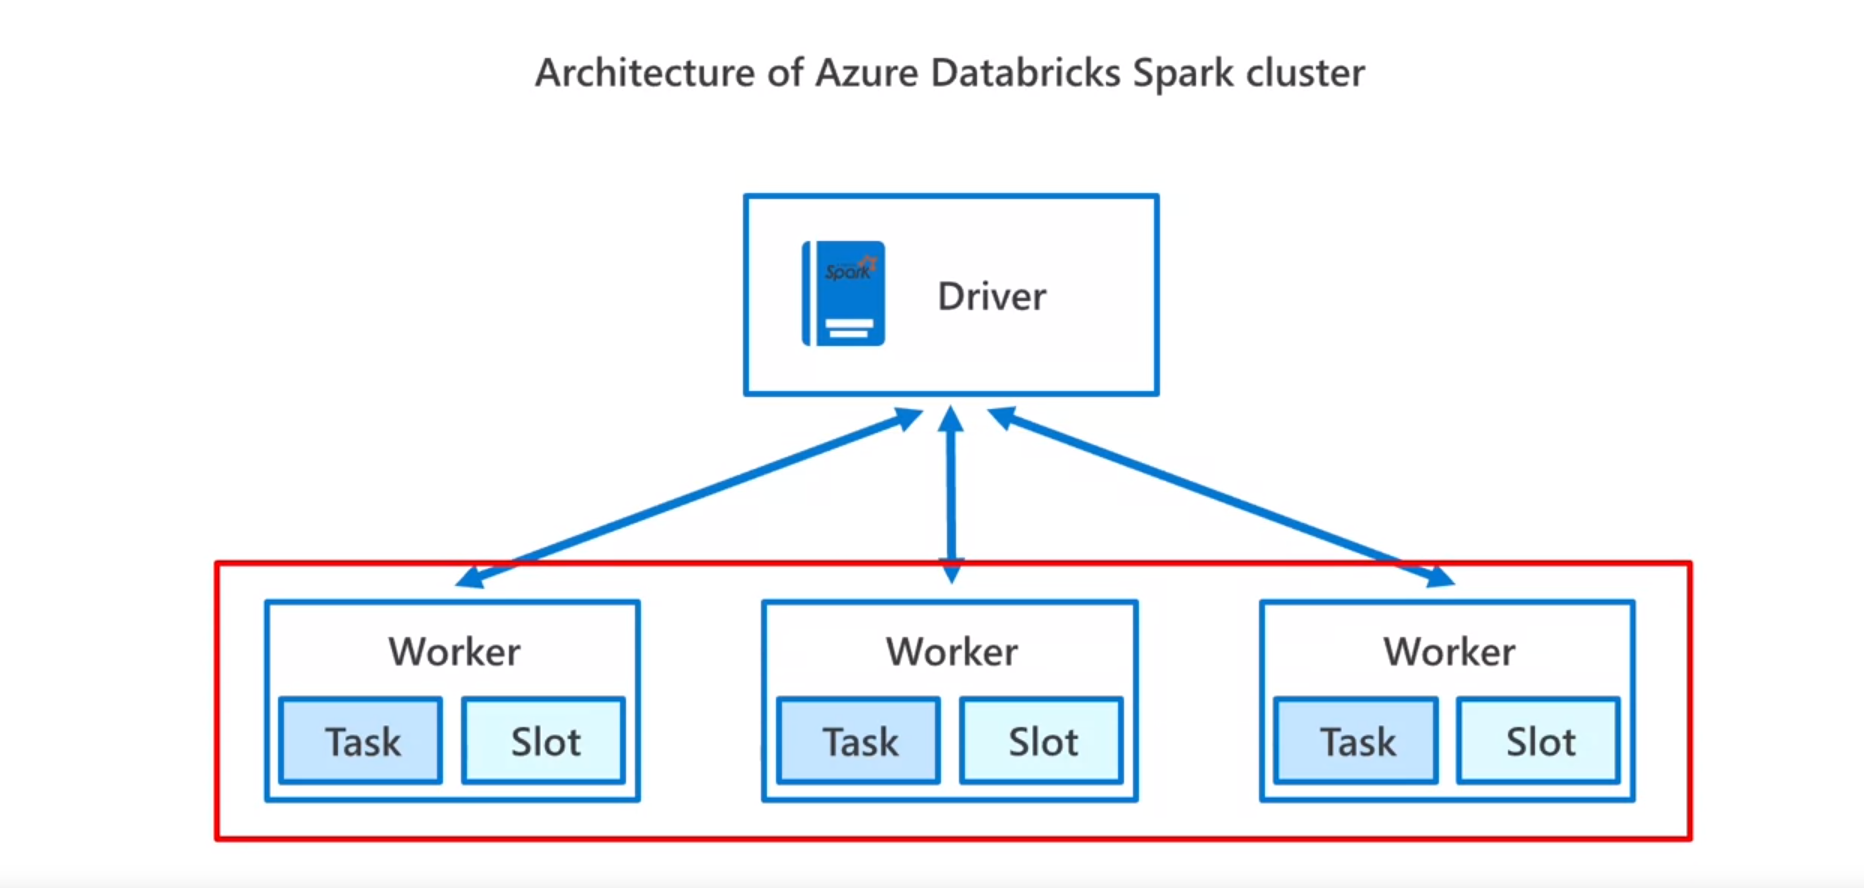 Architecture of Azure Databricks Spark cluster
Spark
Driver
Worker
Task
Slot
Worker
Task
Slot
Worker
Task
Slot